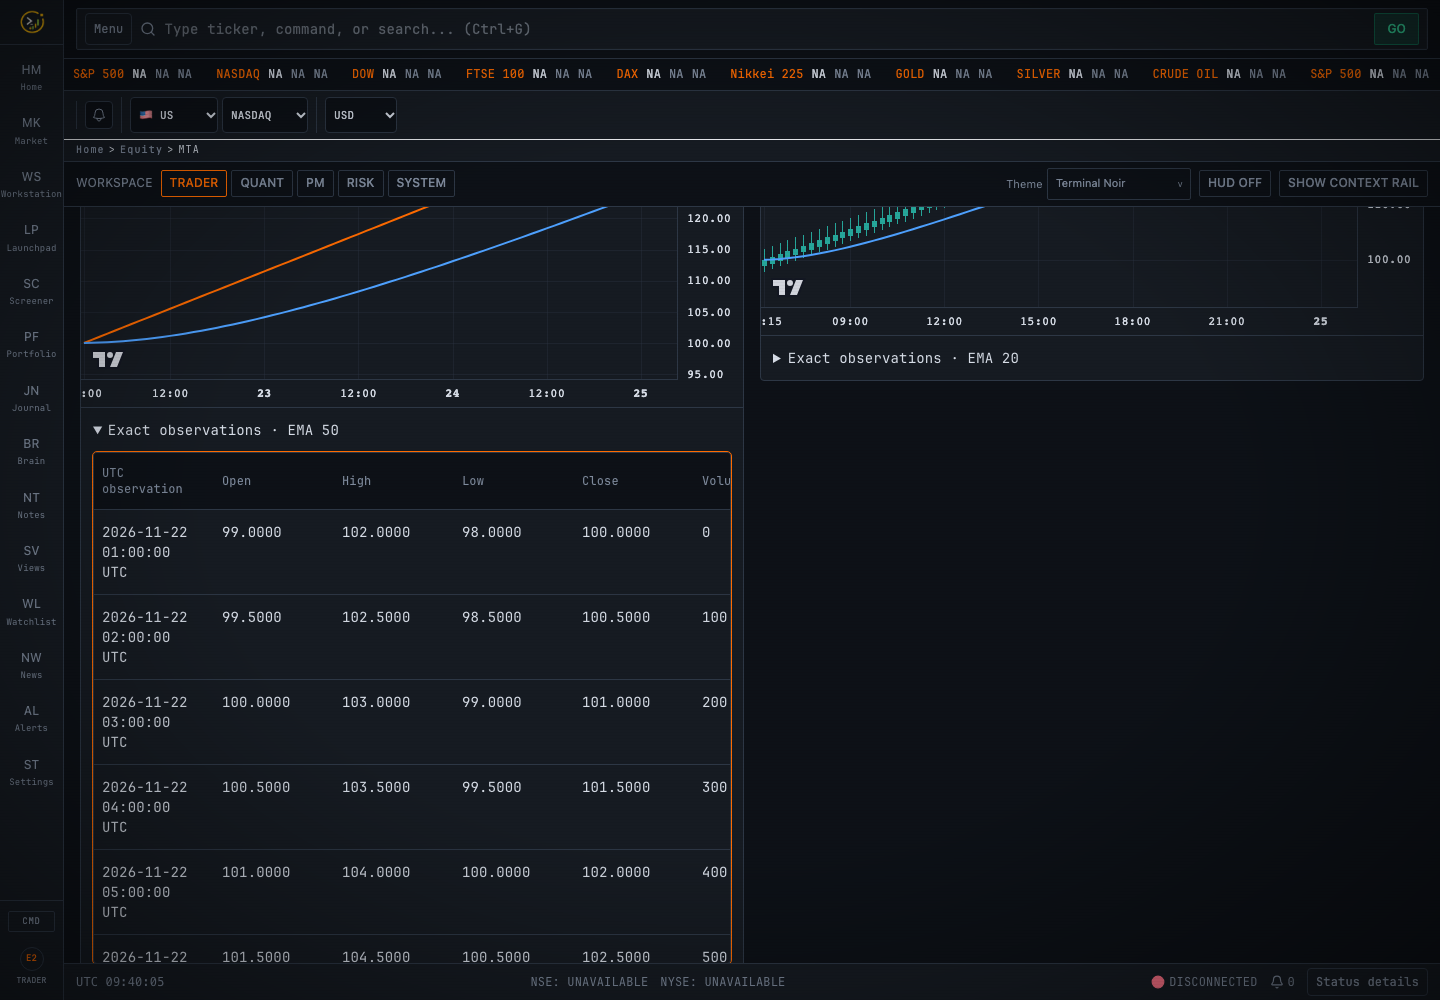 Menu
Type ticker, command, or search... (Ctrl+G)
GO
S&P 500 NA NA NA
NASDAQ NA NA NA
DOW NA NA NA
FTSE 100 NA NA NA
DAX NA NA NA
Nikkei 225 NA NA NA
GOLD NA NA NA
SILVER NA NA NA
CRUDE OIL NA NA NA
S&P 500 NA NA NA
US
NASDAQ
USD
Home > Equity > MTA
WORKSPACE
TRADER
QUANT
PM
RISK
SYSTEM
Theme
Terminal Noir
HUD OFF
SHOW CONTEXT RAIL
HM
Home
MK
Market
WS
Workstation
LP
Launchpad
SC
Screener
PF
Portfolio
JN
Journal
BR
Brain
NT
Notes
SV
Views
WL
Watchlist
NW
News
AL
Alerts
ST
Settings
CMD
E2
TRADER
120.00
115.00
110.00
105.00
100.00
95.00
:00 12:00 23 12:00 24 12:00 25
Exact observations · EMA 50
UTC observation Open High Low Close Volu
2026-11-22 01:00:00 UTC 99.0000 102.0000 98.0000 100.0000 0
2026-11-22 02:00:00 UTC 99.5000 102.5000 98.5000 100.5000 100
2026-11-22 03:00:00 UTC 100.0000 103.0000 99.0000 101.0000 200
2026-11-22 04:00:00 UTC 100.5000 103.5000 99.5000 101.5000 300
2026-11-22 05:00:00 UTC 101.0000 104.0000 100.0000 102.0000 400
2026-11-22 101.5000 104.5000 100.5000 102.5000 500
100.00
:15 09:00 12:00 15:00 18:00 21:00 25
Exact observations · EMA 20
UTC 09:40:05
NSE: UNAVAILABLE NYSE: UNAVAILABLE
DISCONNECTED
0
Status details